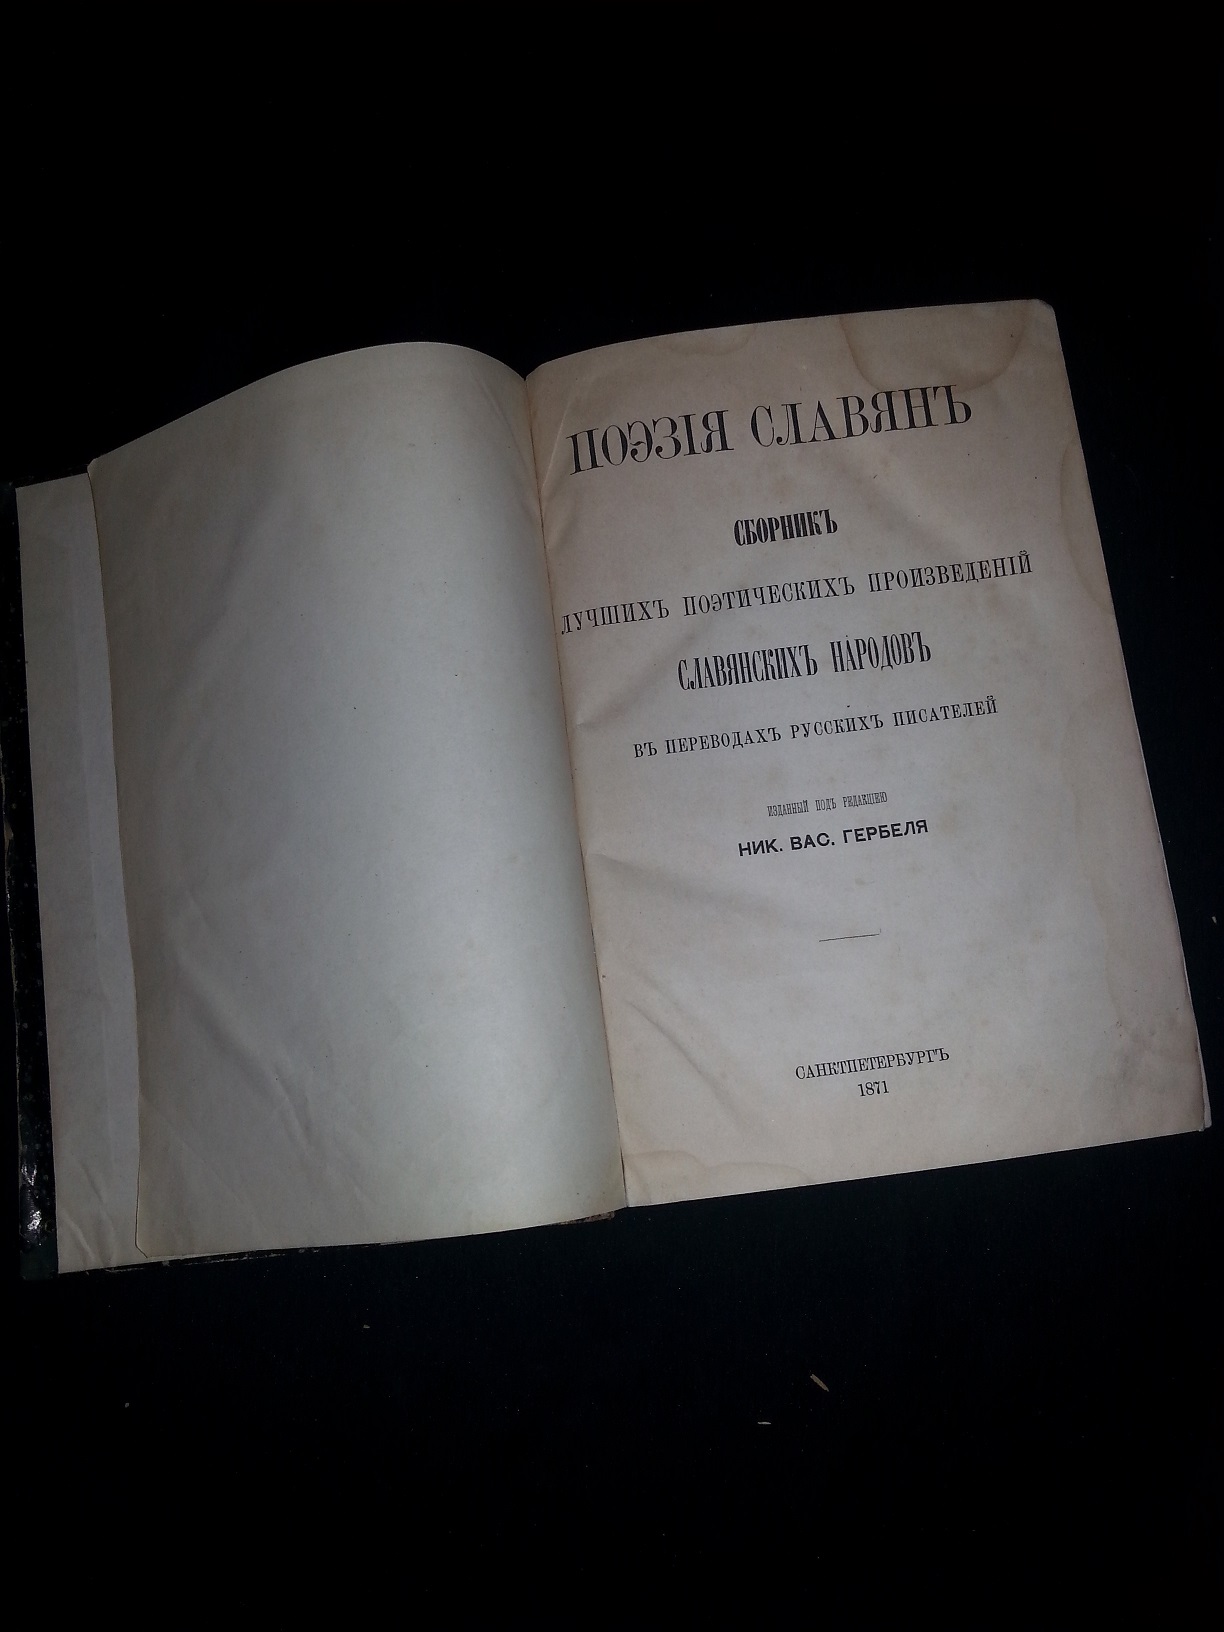 ПОЭЗІЯ СЛАВЯНЪ
СБОРНИКЪ
ЛУЧШИХЪ ПОЭТИЧЕСКИХЪ ПРОИЗВЕДЕНІЙ
СЛАВЯНСКИХЪ НАРОДОВЪ
ВЪ ПЕРЕВОДАХЪ РУССКИХЪ ПИСАТЕЛЕЙ
ИЗДАННЫЙ ПОДЪ РЕДАКЦІЕЮ
НИК. ВАС. ГЕРБЕЛЯ
САНКТПЕТЕРБУРГЪ
1871